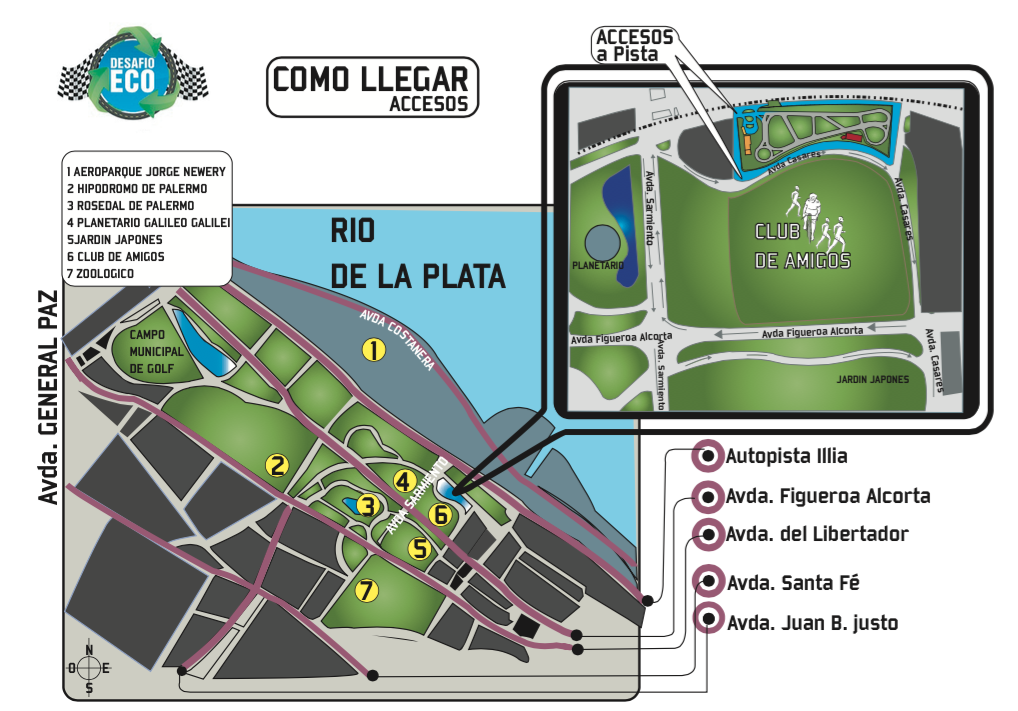 DESAFIO
ECO
COMO LLEGAR
ACCESOS
ACCESOS
a Pista
1 AEROPARQUE JORGE NEWERY
2 HIPODROMO DE PALERMO
3 ROSEDAL DE PALERMO
4 PLANETARIO GALILEO GALILEI
5 JARDIN JAPONES
6 CLUB DE AMIGOS
7 ZOOLOGICO
RIO
DE LA PLATA
Avda. GENERAL PAZ
CAMPO
MUNICIPAL
DE GOLF
AVDA COSTANERA
AVDA SARMIENTO
1
2
3
4
5
6
7
N
O E
S
Avda Casares
Avda. Sarmiento
Avda. Casares
CLUB
DE AMIGOS
PLANETARIO
Avda Figueroa Alcorta
Avda Figueroa Alcorta
Avda. Sarmiento
Avda. Casares
JARDIN JAPONES
Autopista Illia
Avda. Figueroa Alcorta
Avda. del Libertador
Avda. Santa Fé
Avda. Juan B. justo